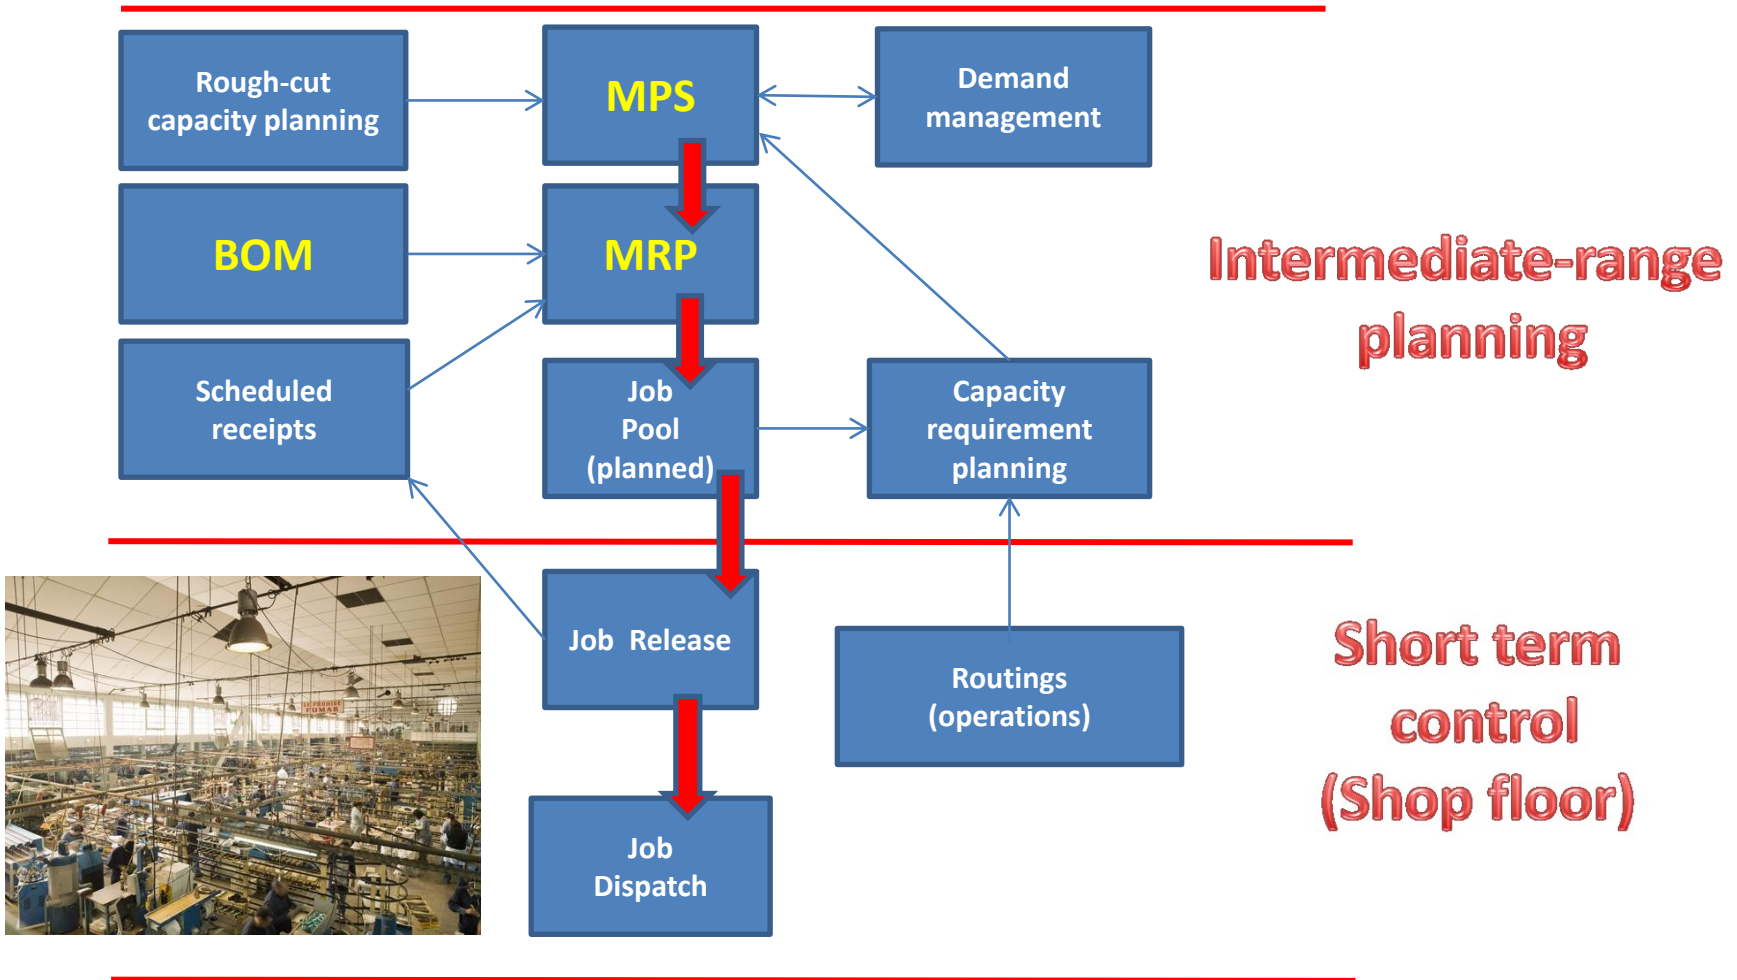 Rough-cut
capacity planning
MPS
Demand
management
BOM
MRP
Intermediate-range
planning
Scheduled
receipts
Job
Pool
(planned)
Capacity
requirement
planning
Job  Release
Routings
(operations)
Short term
control
(Shop floor)
FUMAR
Job
Dispatch